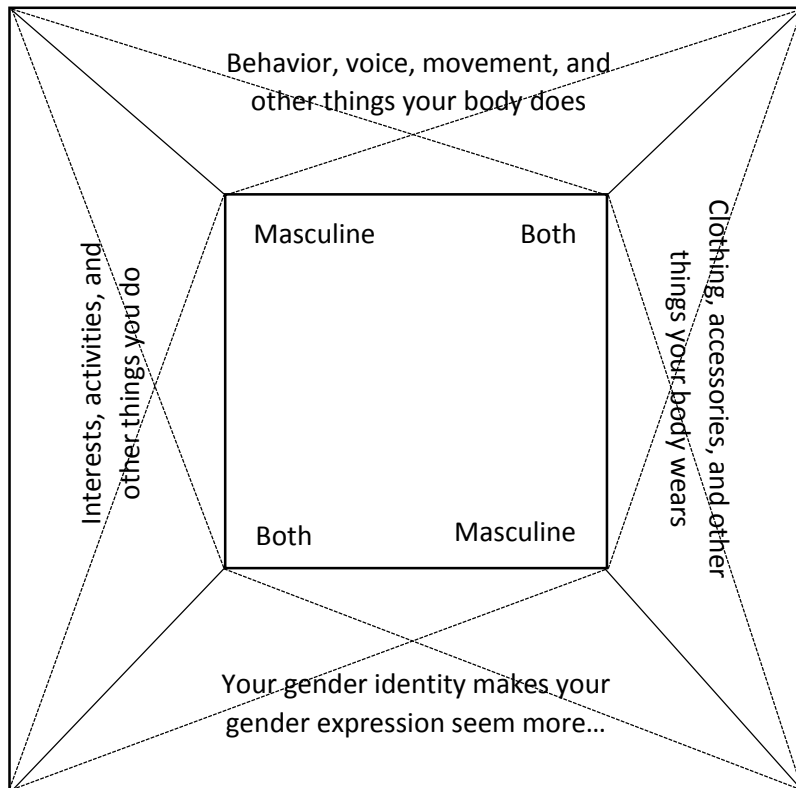 Behavior, voice, movement, and
other things your body does
Masculine
Both
Interests, activities, and
other things you do
Clothing, accessories, and other
things your body wears
Both
Masculine
Your gender identity makes your
gender expression seem more…